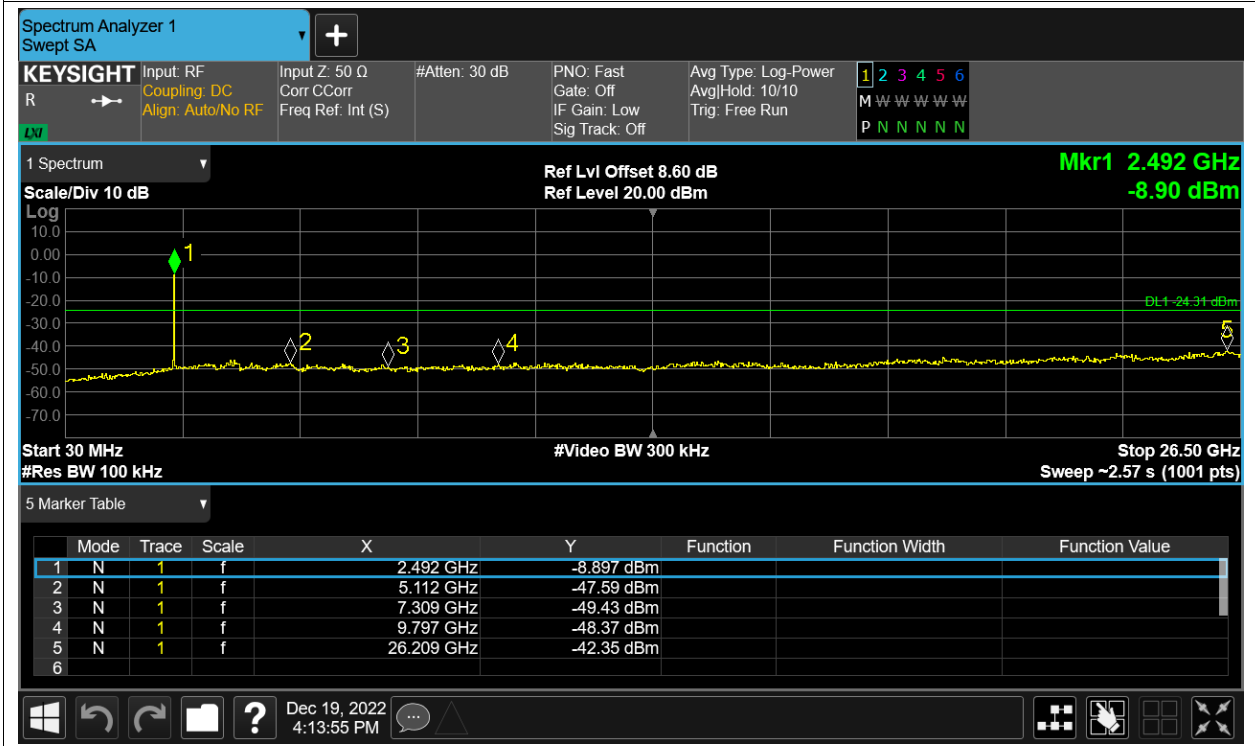 Spectrum Analyzer 1
Swept SA
+
KEYSIGHT
R
LXI
Input: RF
Coupling: DC
Align: Auto/No RF
Input Z: 50 Ω
Corr CCorr
Freq Ref: Int (S)
#Atten: 30 dB
PNO: Fast
Gate: Off
IF Gain: Low
Sig Track: Off
Avg Type: Log-Power
Avg|Hold: 10/10
Trig: Free Run
1 2 3 4 5 6
M W W W W W
P N N N N N
1 Spectrum
Ref Lvl Offset 8.60 dB
Mkr1 2.492 GHz
Scale/Div 10 dB
Ref Level 20.00 dBm
-8.90 dBm
Log
10.0
0.00
-10.0
-20.0
-30.0
-40.0
-50.0
-60.0
-70.0
1
DL1 -24.31 dBm
2
3
4
5
Start 30 MHz
#Video BW 300 kHz
Stop 26.50 GHz
#Res BW 100 kHz
Sweep ~2.57 s (1001 pts)
5 Marker Table
Mode Trace Scale X Y Function Function Width Function Value
1 N 1 f 2.492 GHz -8.897 dBm
2 N 1 f 5.112 GHz -47.59 dBm
3 N 1 f 7.309 GHz -49.43 dBm
4 N 1 f 9.797 GHz -48.37 dBm
5 N 1 f 26.209 GHz -42.35 dBm
6
?
Dec 19, 2022
4:13:55 PM